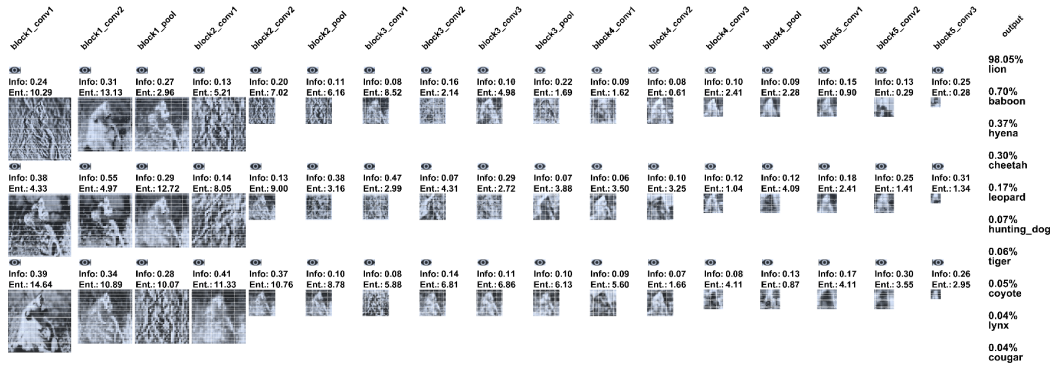 block1_conv1 block1_conv2 block1_pool block2_conv1 block2_conv2 block2_pool block3_conv1 block3_conv2 block3_conv3 block3_pool block4_conv1 block4_conv2 block4_conv3 block4_pool block5_conv1 block5_conv2 block5_conv3 output
Info: 0.24 Info: 0.31 Info: 0.27 Info: 0.13 Info: 0.20 Info: 0.11 Info: 0.08 Info: 0.16 Info: 0.10 Info: 0.22 Info: 0.09 Info: 0.08 Info: 0.10 Info: 0.09 Info: 0.15 Info: 0.13 Info: 0.25
Ent.: 10.29 Ent.: 13.13 Ent.: 2.96 Ent.: 5.21 Ent.: 7.02 Ent.: 6.16 Ent.: 8.52 Ent.: 2.14 Ent.: 4.98 Ent.: 1.69 Ent.: 1.62 Ent.: 0.61 Ent.: 2.41 Ent.: 2.28 Ent.: 0.90 Ent.: 0.29 Ent.: 0.28
Info: 0.38 Info: 0.55 Info: 0.29 Info: 0.14 Info: 0.13 Info: 0.38 Info: 0.47 Info: 0.07 Info: 0.29 Info: 0.07 Info: 0.06 Info: 0.10 Info: 0.12 Info: 0.12 Info: 0.18 Info: 0.25 Info: 0.31
Ent.: 4.33 Ent.: 4.97 Ent.: 12.72 Ent.: 8.05 Ent.: 9.00 Ent.: 3.16 Ent.: 2.99 Ent.: 4.31 Ent.: 2.72 Ent.: 3.88 Ent.: 3.50 Ent.: 3.25 Ent.: 1.04 Ent.: 4.09 Ent.: 2.41 Ent.: 1.41 Ent.: 1.34
Info: 0.39 Info: 0.34 Info: 0.28 Info: 0.41 Info: 0.37 Info: 0.10 Info: 0.08 Info: 0.14 Info: 0.11 Info: 0.10 Info: 0.09 Info: 0.07 Info: 0.08 Info: 0.13 Info: 0.17 Info: 0.30 Info: 0.26
Ent.: 14.64 Ent.: 10.89 Ent.: 10.07 Ent.: 11.33 Ent.: 10.76 Ent.: 8.78 Ent.: 5.88 Ent.: 6.81 Ent.: 6.86 Ent.: 6.13 Ent.: 5.60 Ent.: 1.66 Ent.: 4.11 Ent.: 0.87 Ent.: 4.11 Ent.: 3.55 Ent.: 2.95
98.05%
lion
0.70%
baboon
0.37%
hyena
0.30%
cheetah
0.17%
leopard
0.07%
hunting_dog
0.06%
tiger
0.05%
coyote
0.04%
lynx
0.04%
cougar